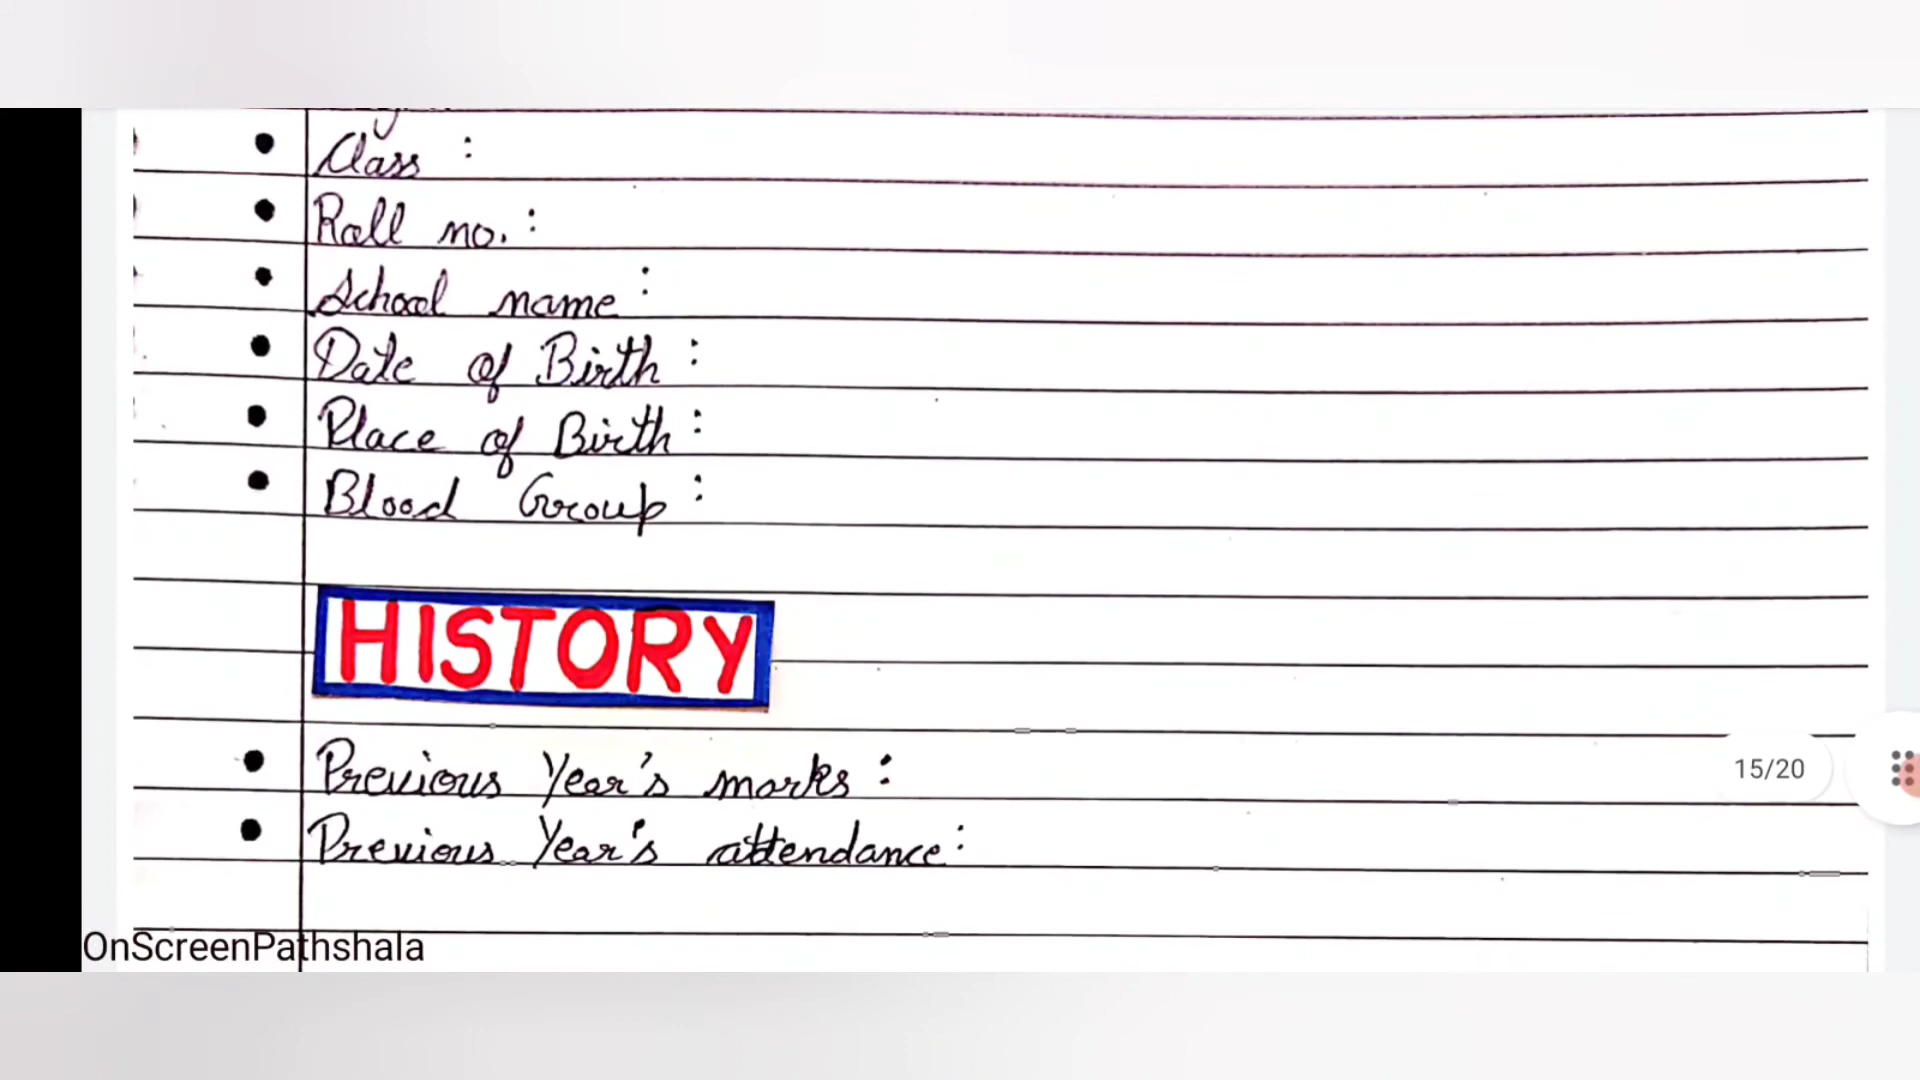 Class :
Roll no. :
School name :
Date of Birth :
Place of Birth :
Blood Group :
HISTORY
Previous Year's marks :
15/20
Previous Year's attendance :
OnScreenPathshala